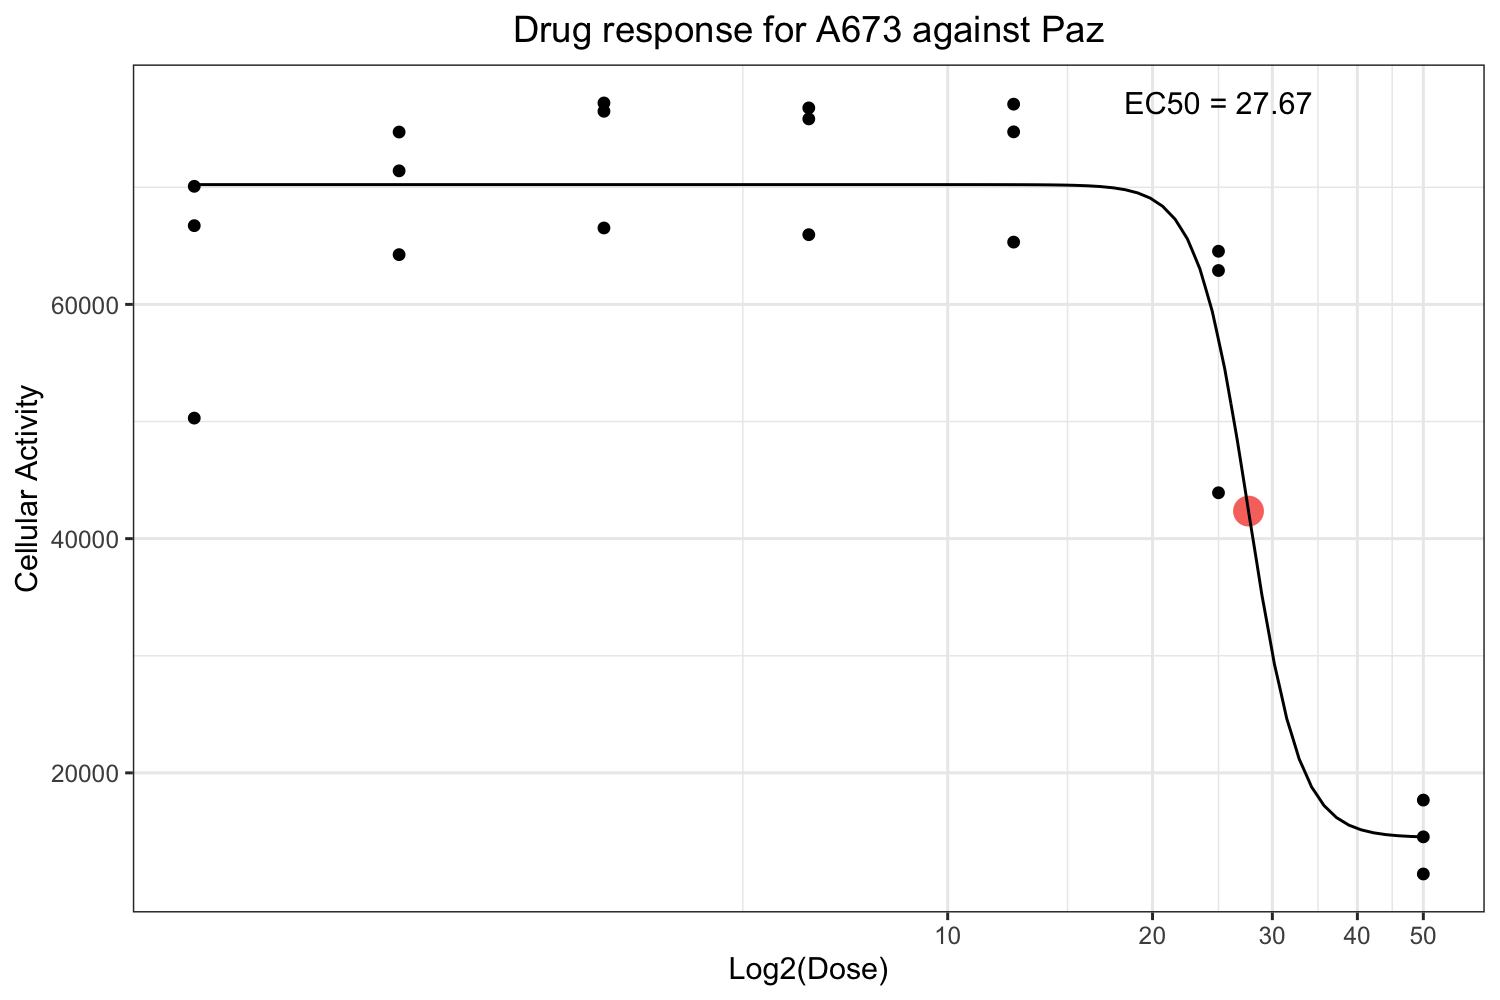 Drug response for A673 against Paz
EC50 = 27.67
60000
40000
20000
Cellular Activity
10 20 30 40 50
Log2(Dose)